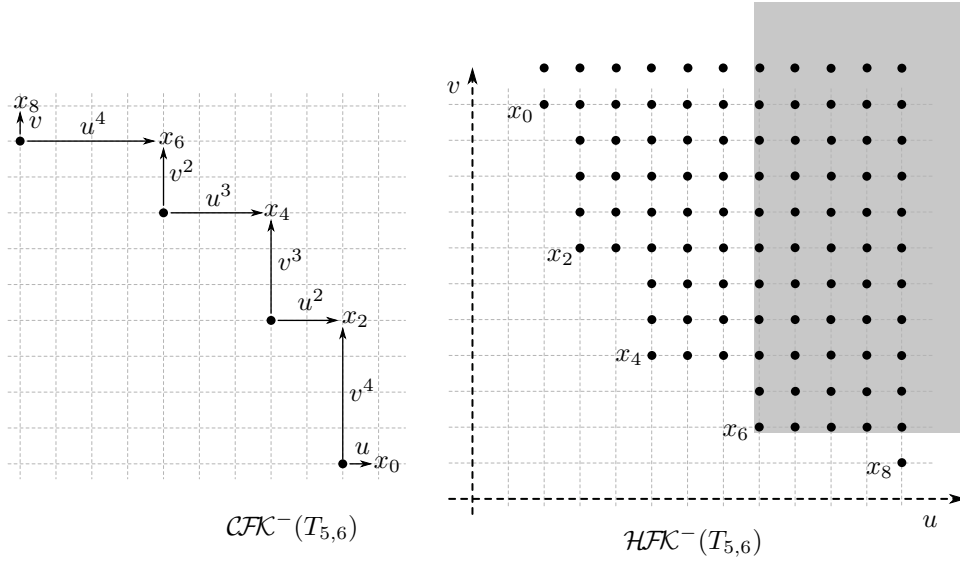 x₈
v
u⁴
x₆
v²
u³
x₄
v³
u²
x₂
v⁴
u
x₀
CFK⁻(T₅,₆)
v
x₀
x₂
x₄
x₆
x₈
u
HFK⁻(T₅,₆)